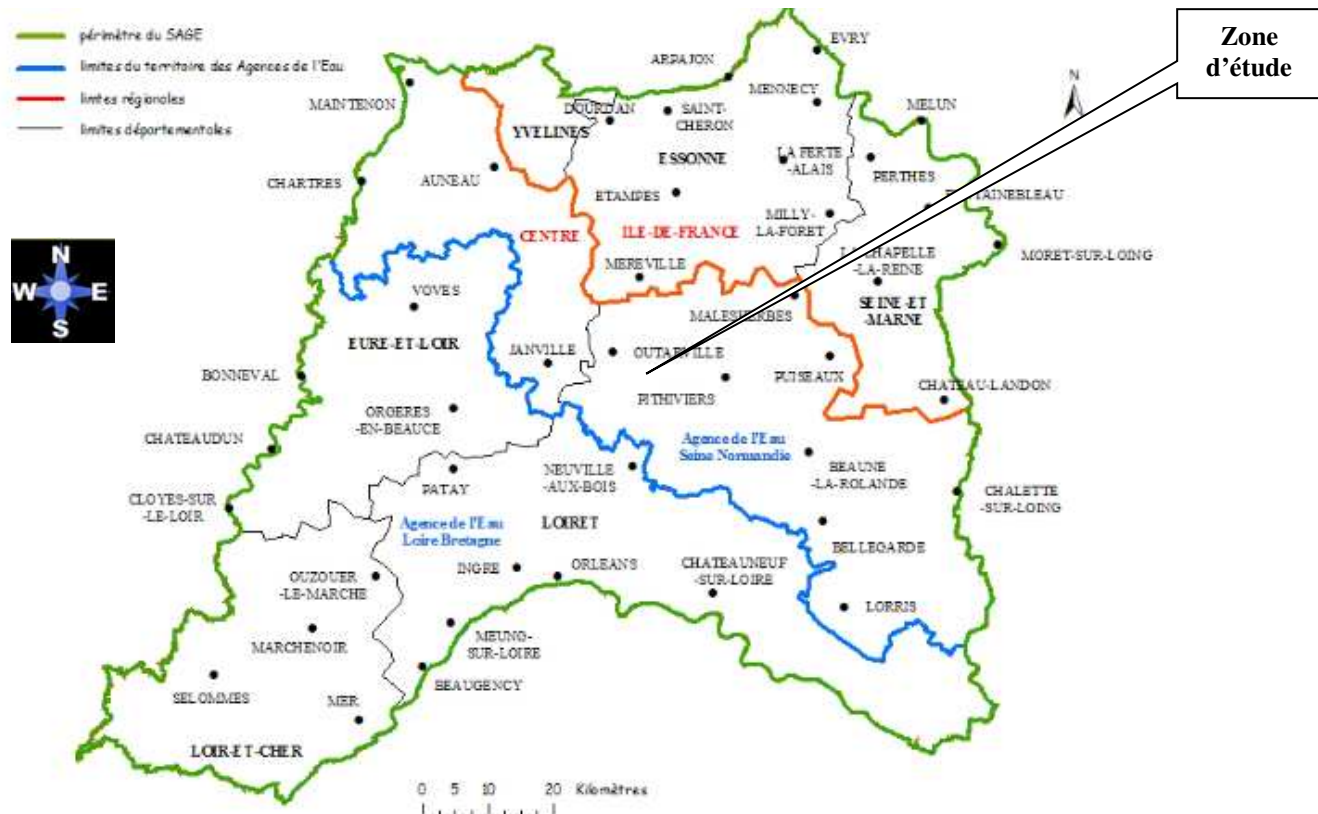 périmètre du SAGE
limites du territoire des Agences de l'Eau
limtes régionales
limites départementales
Zone
d'étude
N
EVRY
ARPAJON
MENNECY
MAINTENON
DOURDAN
SAINT-
CHERON
MELUN
YVELINES
ESSONNE
LA FERTE
-ALAIS
PERTHES
CHARTRES
AUNEAU
ETAMPES
TAINEBLEAU
MILLY-
LA-FORET
CENTRE
ILE-DE-FRANCE
MORET-SUR-LOING
N
W
E
S
MEREVILLE
CHAPELLE
-LA-REINE
VOVES
MALESHERBES
SEINE-ET
-MARNE
EURE-ET-LOIR
JANVILLE
OUTARVILLE
PUISEAUX
BONNEVAL
PITHIVIERS
CHATEAU-LANDON
ORGERES
-EN-BEAUCE
Agence de l'Eau
Seine Normandie
CHATEAUDUN
NEUVILLE
-AUX-BOIS
BEAUNE
-LA-ROLANDE
PATAY
CLOYES-SUR
-LE-LOIR
CHALETTE
-SUR-LOING
Agence de l'Eau
Loire Bretagne
LOIRET
BELLEGARDE
INGRE
ORLEANS
CHATEAUNEUF
-SUR-LOIRE
OUZOUER
-LE-MARCHE
LORRIS
MARCHENOIR
MEUNG-
SUR-LOIRE
BEAUGENCY
SELOMMES
MER
LOIR-ET-CHER
0 5 10 20 Kilomètres